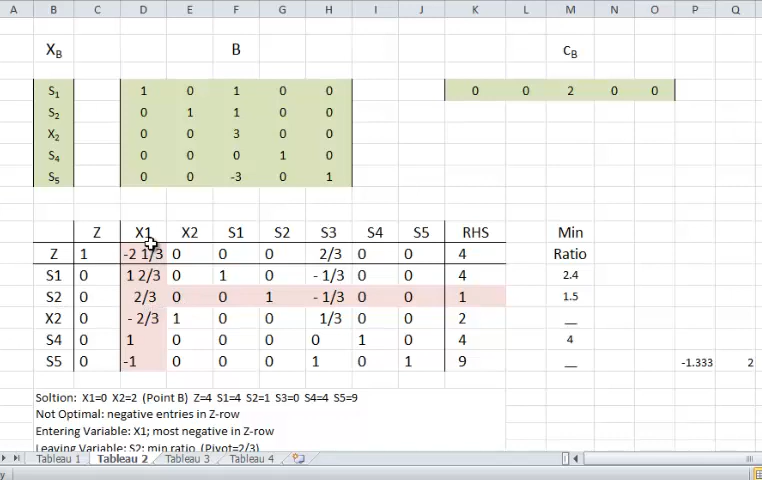 A B C D E F G H I J K L M N O P Q
XB B CB
S1 1 0 1 0 0 0 0 2 0 0
S2 0 1 1 0 0
X2 0 0 3 0 0
S4 0 0 0 1 0
S5 0 0 -3 0 1
Z X1 X2 S1 S2 S3 S4 S5 RHS Min
Z 1 -2 1/3 0 0 0 2/3 0 0 4 Ratio
S1 0 1 2/3 0 1 0 - 1/3 0 0 4 2.4
S2 0 2/3 0 0 1 - 1/3 0 0 1 1.5
X2 0 - 2/3 1 0 0 1/3 0 0 2 __
S4 0 1 0 0 0 0 1 0 4 4
S5 0 -1 0 0 0 1 0 1 9 __ -1.333 2
Soltion: X1=0 X2=2 (Point B) Z=4 S1=4 S2=1 S3=0 S4=4 S5=9
Not Optimal: negative entries in Z-row
Entering Variable: X1; most negative in Z-row
Leaving Variable: S2; min ratio (Pivot=2/3)
Tableau 1 Tableau 2 Tableau 3 Tableau 4